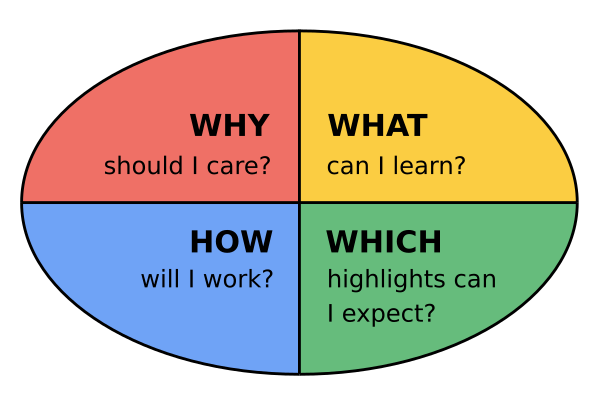 WHY
should I care?
WHAT
can I learn?
HOW
will I work?
WHICH
highlights can
I expect?